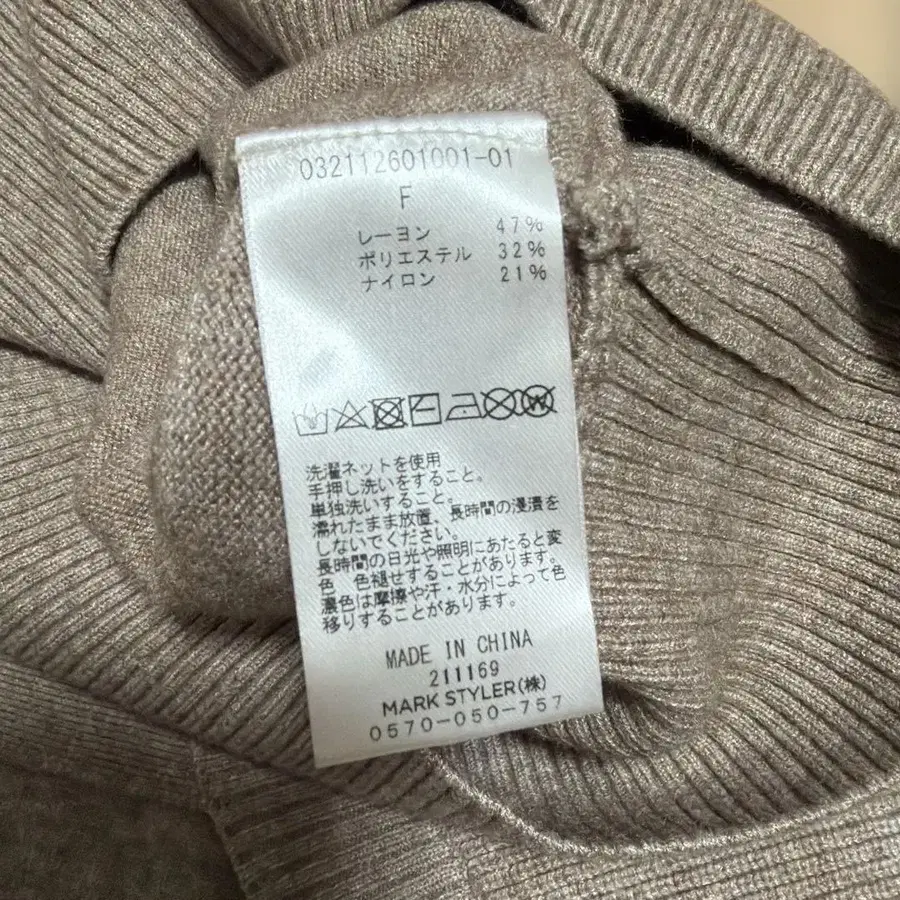 032112601001-01
F
レーヨン 47%
ポリエステル 32%
ナイロン 21%
W
洗濯ネットを使用
手押し洗いをすること。
単独洗いすること。
濡れたまま放置、長時間の浸漬を
しないでください。
長時間の日光や照明にあたると変
色 色褪せすることがあります。
濃色は摩擦や汗・水分によって色
移りすることがあります。
MADE IN CHINA
211169
MARK STYLER(株)
0570-050-757